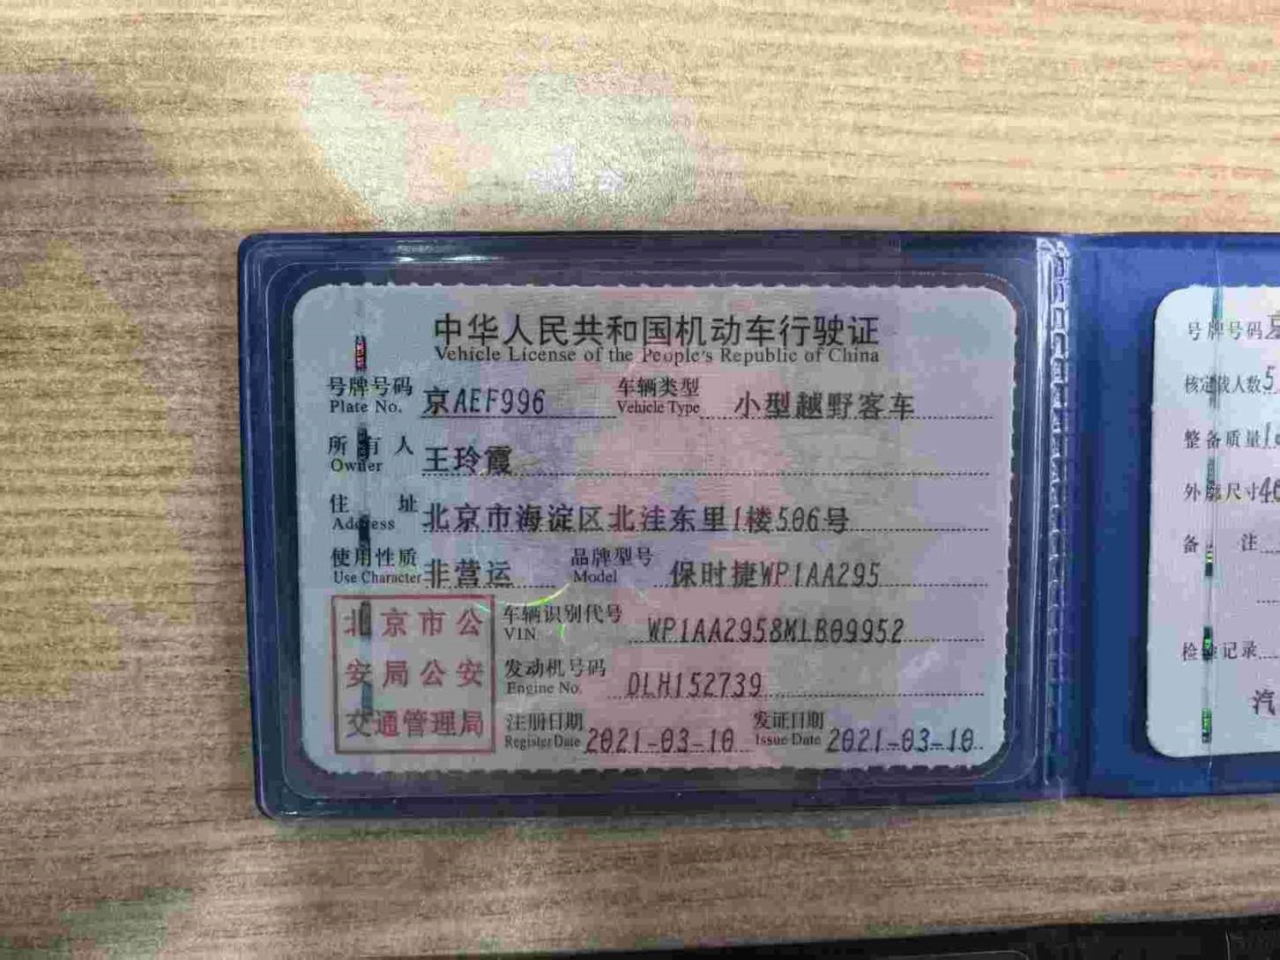 中华人民共和国机动车行驶证
Vehicle License of the People's Republic of China
号牌号码 京AEF996 车辆类型 小型越野客车
Plate No. Vehicle Type
所有人 王玲霞
Owner
住址 北京市海淀区北洼东里1楼506号
Address
使用性质 非营运 品牌型号 保时捷WP1AA295
Use Character Model
北京市公
安局公安
交通管理局
车辆识别代号 WP1AA2958MLB09952
VIN
发动机号码 DLH152739
Engine No.
注册日期 2021-03-10 发证日期 2021-03-10
Register Date Issue Date
号牌号码
核定载人数 5
整备质量
外廓尺寸
备注
检验记录
汽